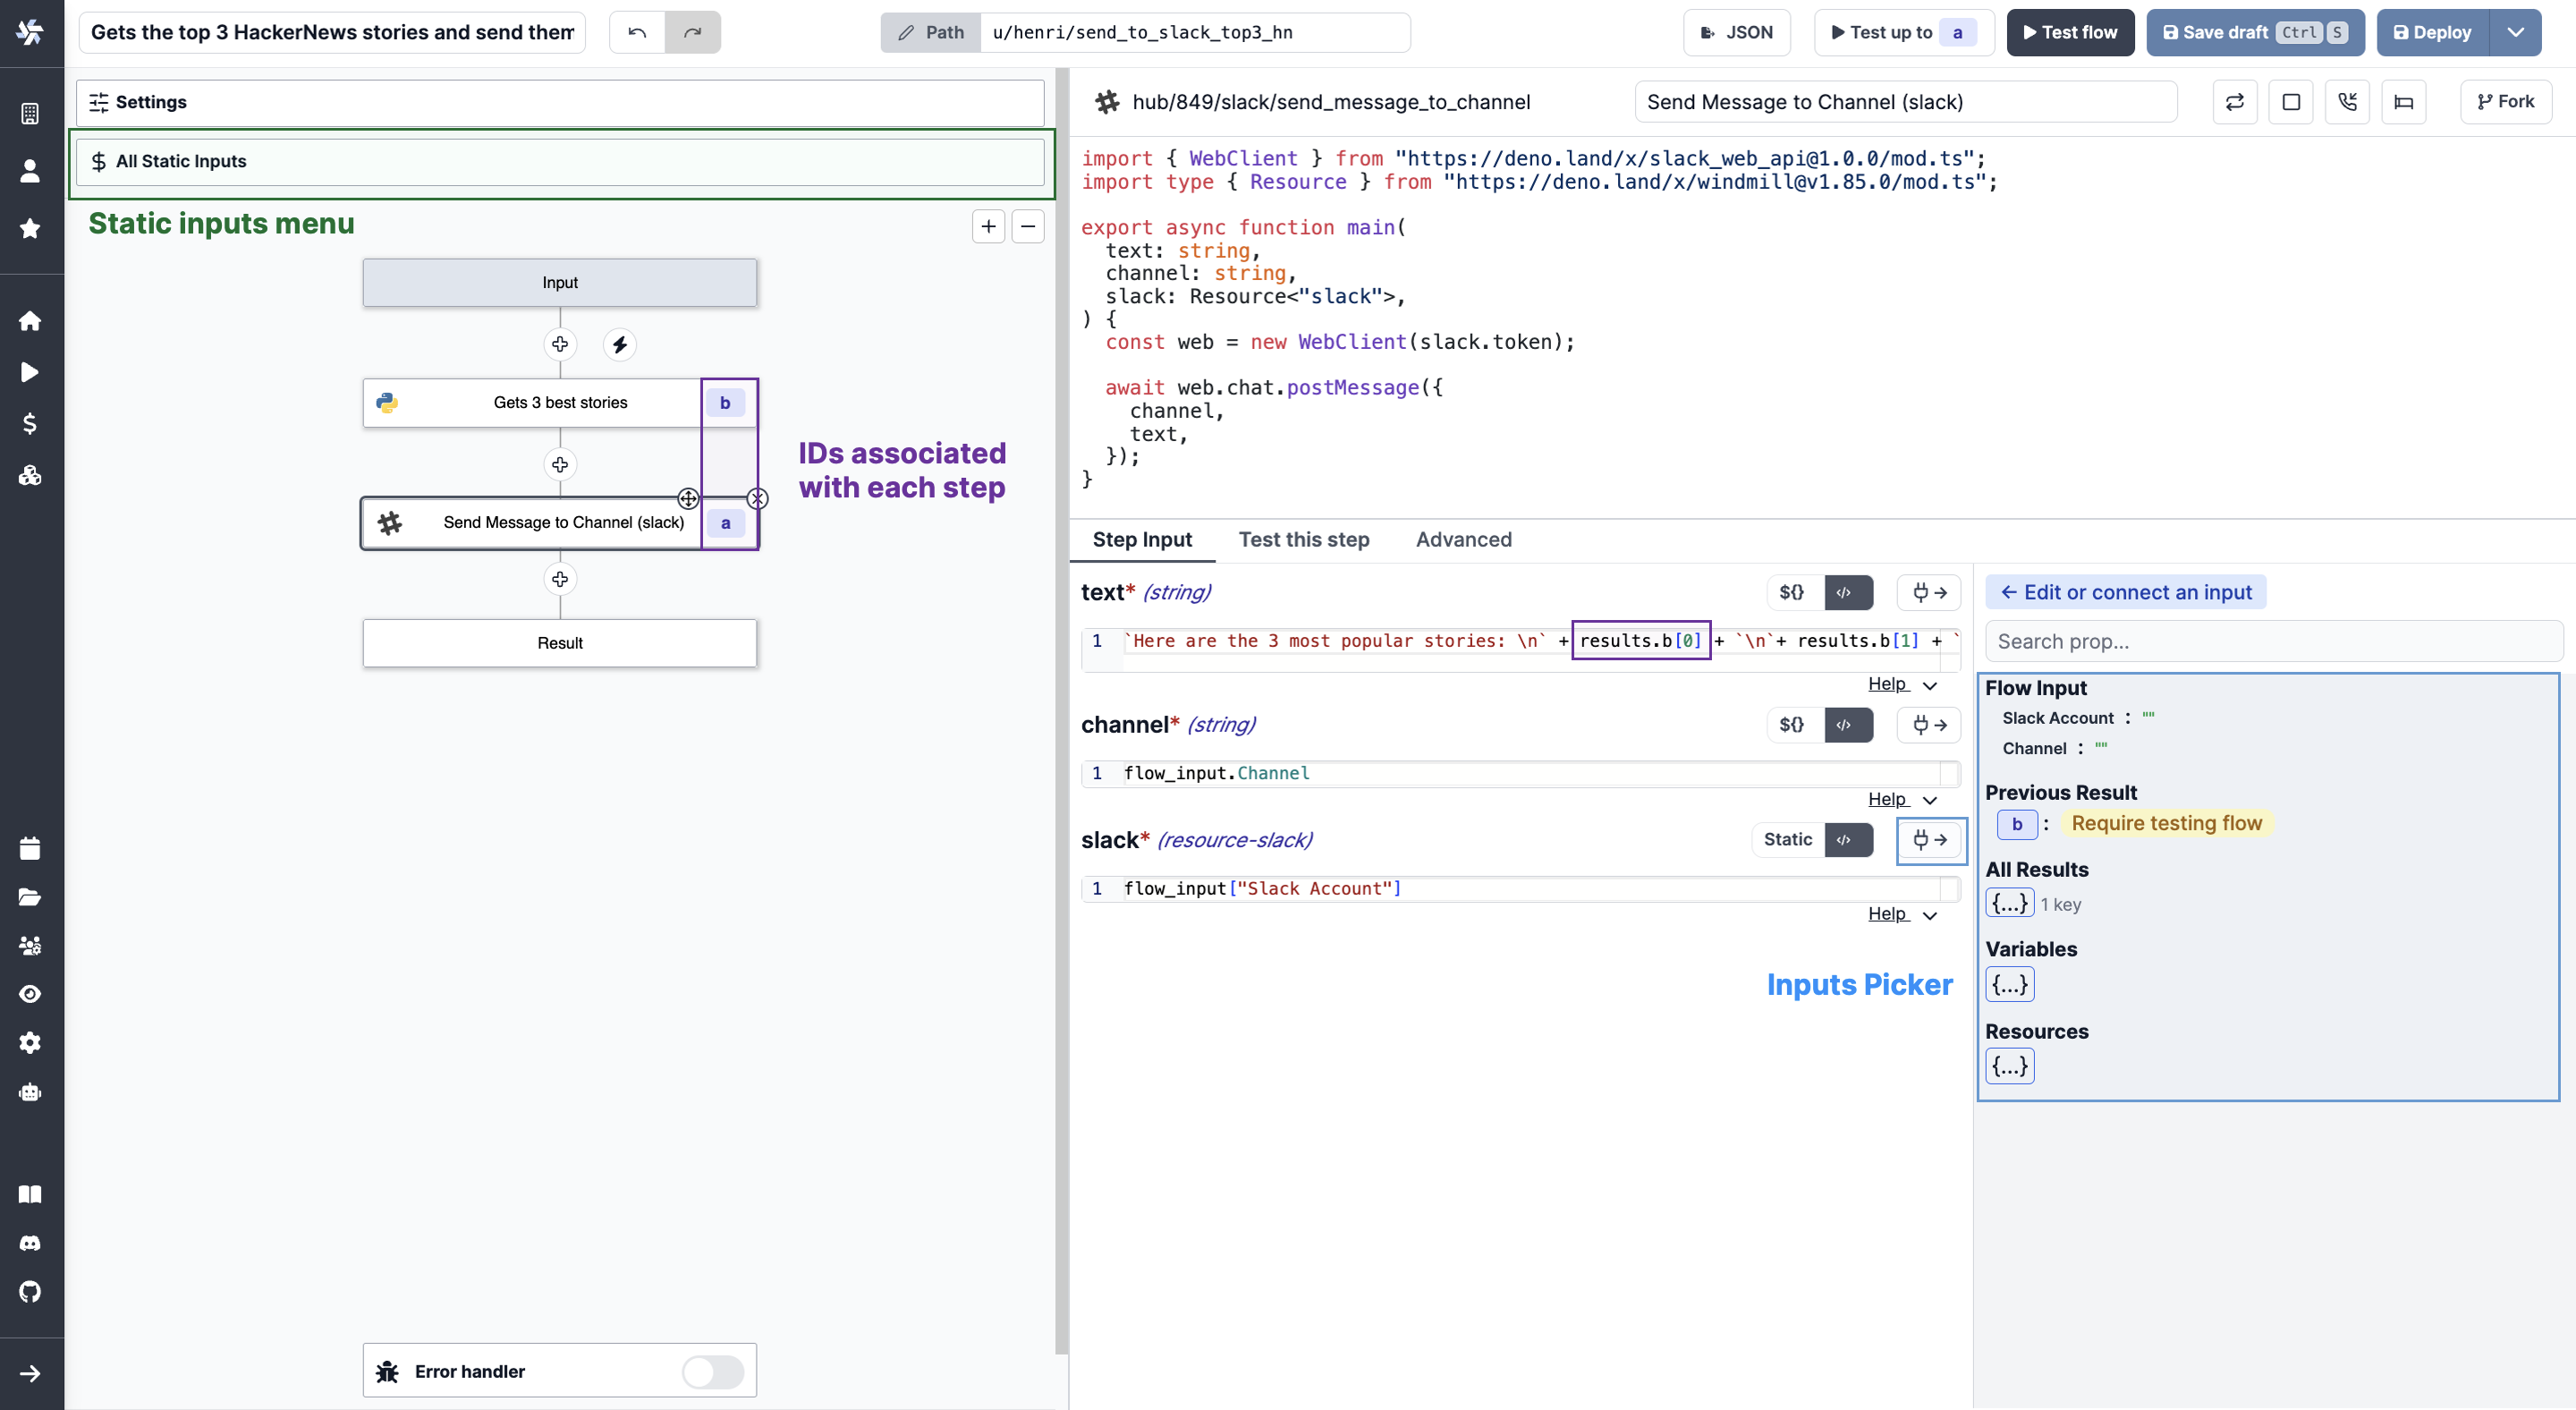 Gets the top 3 HackerNews stories and send them
Path
u/henri/send_to_slack_top3_hn
JSON
Test up to a
Test flow
Save draft Ctrl S
Deploy
Settings
All Static Inputs
Static inputs menu
Input
Gets 3 best stories
b
IDs associated
with each step
Send Message to Channel (slack)
a
Result
Error handler
hub/849/slack/send_message_to_channel
Send Message to Channel (slack)
Fork
import { WebClient } from "https://deno.land/x/slack_web_api@1.0.0/mod.ts";
import type { Resource } from "https://deno.land/x/windmill@v1.85.0/mod.ts";
export async function main(
text: string,
channel: string,
slack: Resource<"slack">,
) {
const web = new WebClient(slack.token);
await web.chat.postMessage({
channel,
text,
});
}
Step Input
Test this step
Advanced
text* (string)
${}
1 `Here are the 3 most popular stories: \n` + results.b[0] + `\n`+ results.b[1] + `
Help
channel* (string)
${}
1 flow_input.Channel
Help
slack* (resource-slack)
Static
1 flow_input["Slack Account"]
Help
Inputs Picker
Edit or connect an input
Search prop...
Flow Input
Slack Account : ""
Channel : ""
Previous Result
b : Require testing flow
All Results
{...} 1 key
Variables
{...}
Resources
{...}